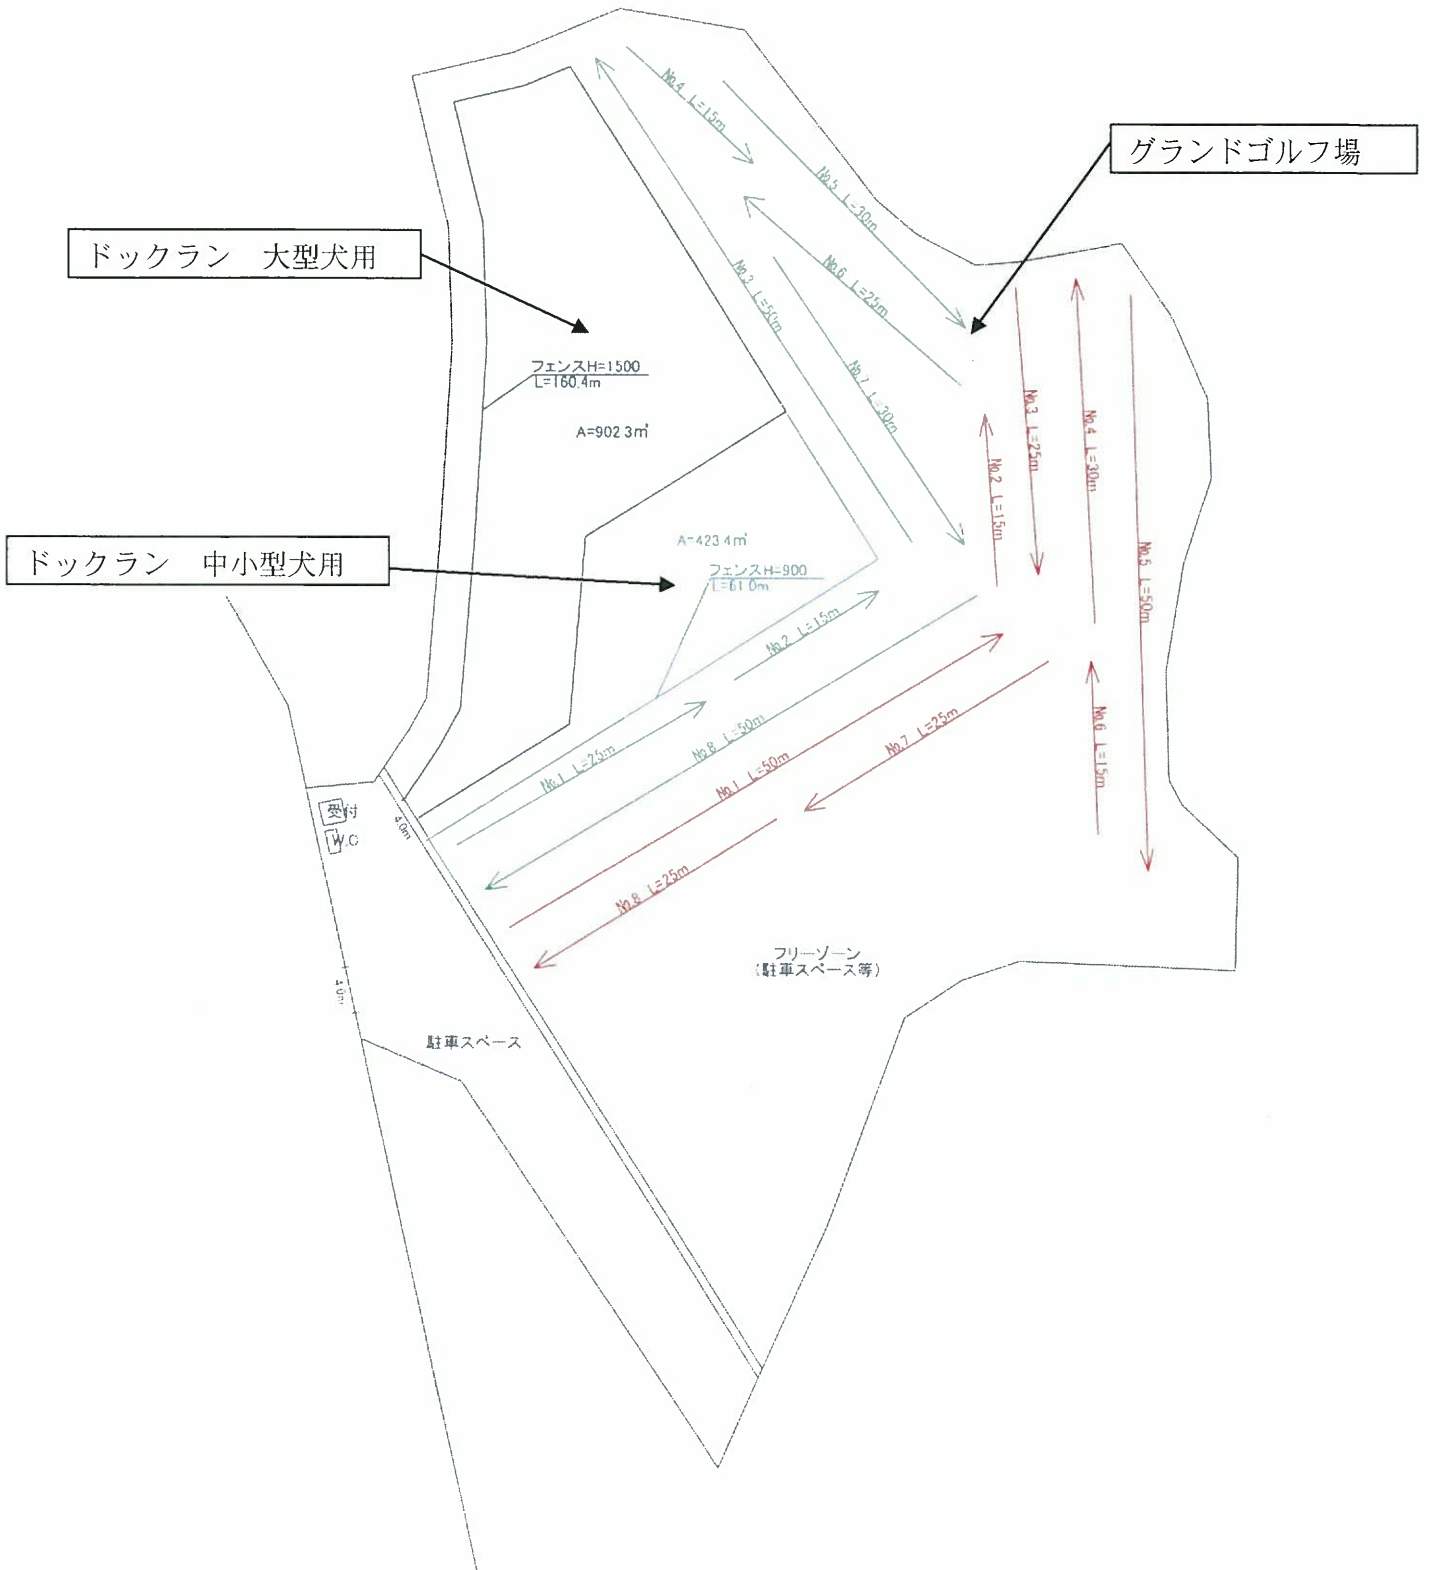 No.4 L=15m
No.5 L=30m
グランドゴルフ場
ドックラン 大型犬用
No.6 L=25m
No.3 L=50m
フェンスH=1500
L=160.4m
No.7 L=30m
A=902.3㎡
No.3 L=25m
No.4 L=30m
No.2 L=15m
A=423.4㎡
ドックラン 中小型犬用
フェンスH=900
L=61.0m
No.5 L=50m
No.2 L=15m
No.1 L=25m
No.8 L=50m
No.1 L=50m
No.7 L=25m
No.6 L=15m
受付
W.C
4.0m
No.8 L=25m
フリーゾーン
(駐車スペース等)
4.0m
駐車スペース